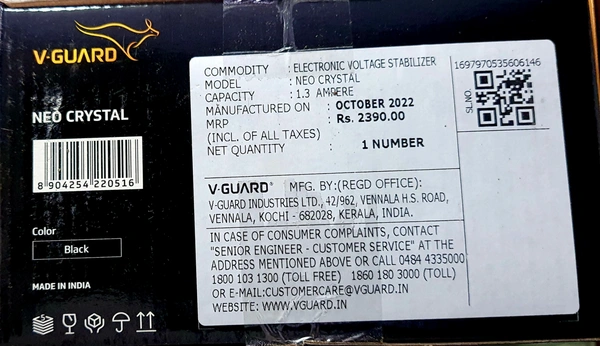 V-GUARD
NEO CRYSTAL
8 904254 220516
Color
Black
MADE IN INDIA
COMMODITY : ELECTRONIC VOLTAGE STABILIZER
MODEL : NEO CRYSTAL
CAPACITY : 1.3 AMPERE
MANUFACTURED ON : OCTOBER 2022
MRP : Rs. 2390.00
(INCL. OF ALL TAXES)
NET QUANTITY : 1 NUMBER
1697970535606146
SL.NO.
V-GUARD® MFG. BY:(REGD OFFICE):
V-GUARD INDUSTRIES LTD., 42/962, VENNALA H.S. ROAD,
VENNALA, KOCHI - 682028, KERALA, INDIA.
IN CASE OF CONSUMER COMPLAINTS, CONTACT
"SENIOR ENGINEER - CUSTOMER SERVICE" AT THE
ADDRESS MENTIONED ABOVE OR CALL 0484 4335000
1800 103 1300 (TOLL FREE) 1860 180 3000 (TOLL)
OR E-MAIL:CUSTOMERCARE@VGUARD.IN
WEBSITE: WWW.VGUARD.IN